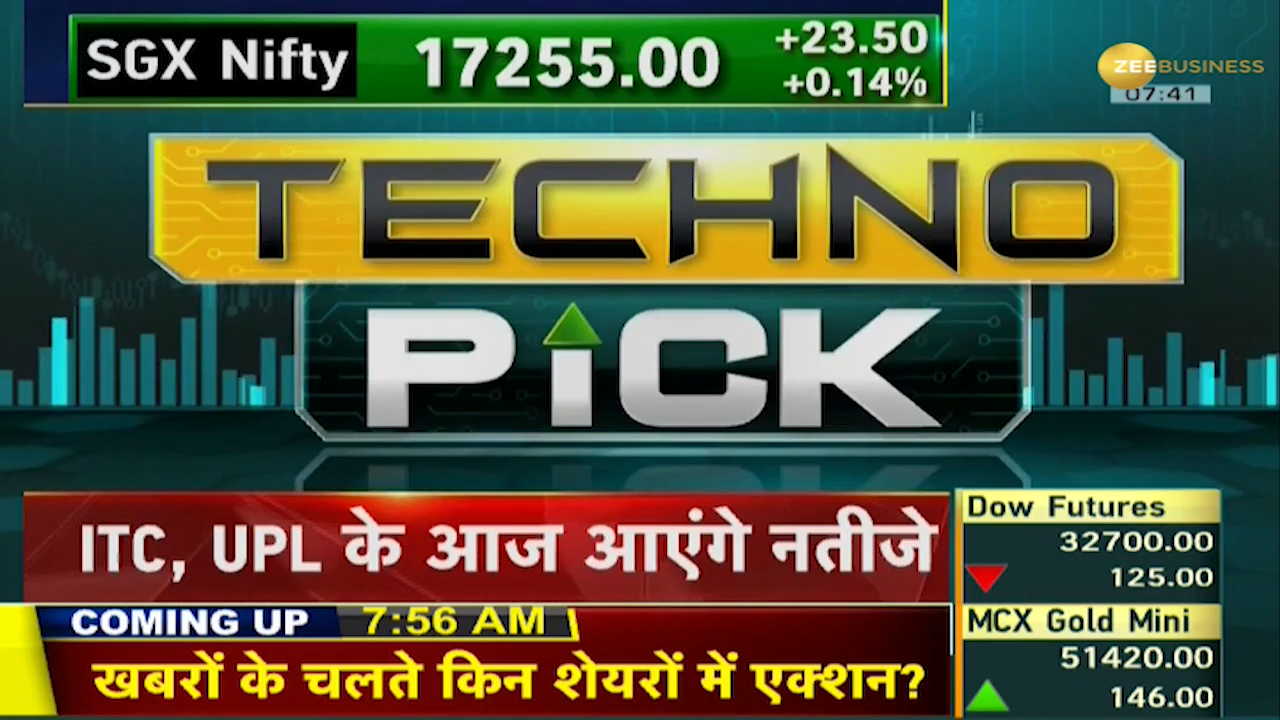 SGX Nifty 17255.00 +23.50
+0.14%
ZEEBUSINESS
07:41
TECHNO
PiCK
ITC, UPL के आज आएंगे नतीजे
COMING UP 7:56 AM
खबरों के चलते किन शेयरों में एक्शन?
Dow Futures
32700.00
125.00
MCX Gold Mini
51420.00
146.00